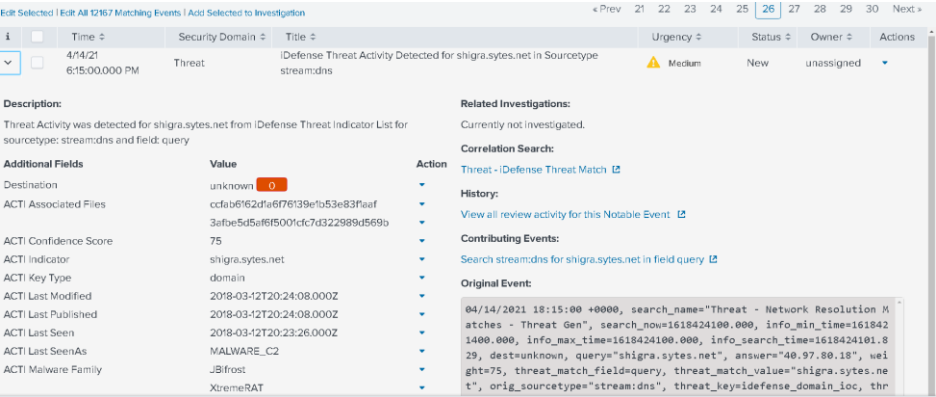 Edit Selected | Edit All 12167 Matching Events | Add Selected to Investigation
« Prev 21 22 23 24 25 26 27 28 29 30 Next »
i Time Security Domain Title Urgency Status Owner Actions
4/14/21
6:15:00.000 PM
Threat
iDefense Threat Activity Detected for shigra.sytes.net in Sourcetype
stream:dns
Medium New unassigned
Description:
Threat Activity was detected for shigra.sytes.net from iDefense Threat Indicator List for
sourcetype: stream:dns and field: query
Additional Fields Value Action
Destination unknown 0
ACTI Associated Files ccfab6162d1a6f76139e1b53e83f1aaf
3afbe5d5af6f5001cfc7d322989d569b
ACTI Confidence Score 75
ACTI Indicator shigra.sytes.net
ACTI Key Type domain
ACTI Last Modified 2018-03-12T20:24:08.000Z
ACTI Last Published 2018-03-12T20:24:08.000Z
ACTI Last Seen 2018-03-12T20:23:26.000Z
ACTI Last SeenAs MALWARE_C2
ACTI Malware Family JBifrost
XtremeRAT
Related Investigations:
Currently not investigated.
Correlation Search:
Threat - iDefense Threat Match
History:
View all review activity for this Notable Event
Contributing Events:
Search stream:dns for shigra.sytes.net in field query
Original Event:
04/14/2021 18:15:00 +0000, search_name="Threat - Network Resolution M
atches - Threat Gen", search_now=1618424100.000, info_min_time=161842
1400.000, info_max_time=1618424100.000, info_search_time=1618424101.8
29, dest=unknown, query="shigra.sytes.net", answer="40.97.80.18", wei
ght=75, threat_match_field=query, threat_match_value="shigra.sytes.ne
t", orig_sourcetype="stream:dns", threat_key=idefense_domain_ioc, thr